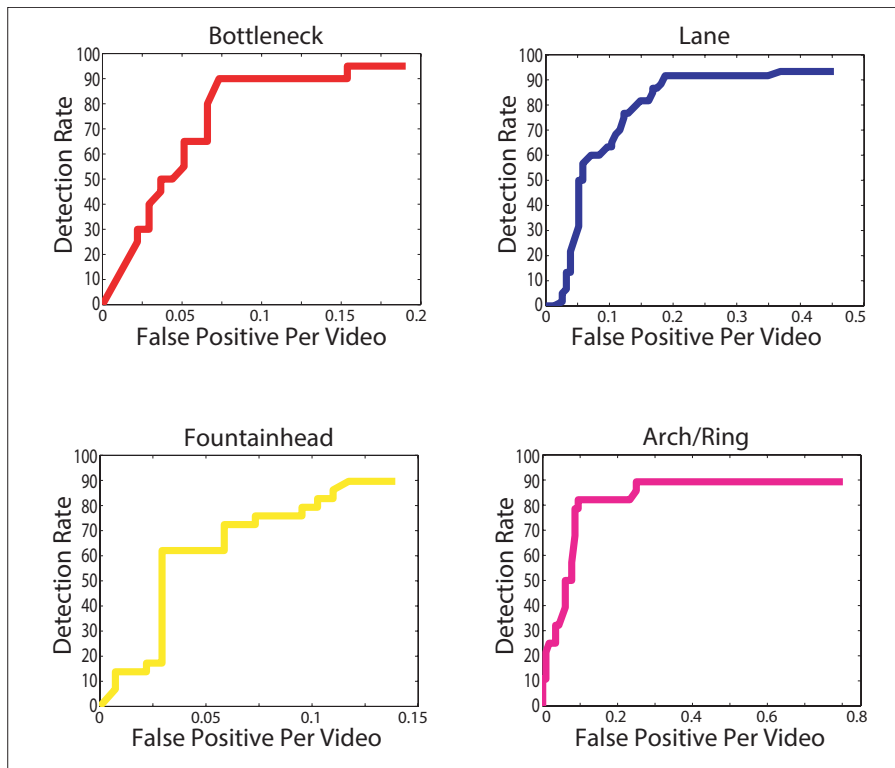 Bottleneck
100
90
80
70
60
50
40
30
20
10
0
Detection Rate
0 0.05 0.1 0.15 0.2
False Positive Per Video
Lane
100
90
80
70
60
50
40
30
20
10
0
Detection Rate
0 0.1 0.2 0.3 0.4 0.5
False Positive Per Video
Fountainhead
100
90
80
70
60
50
40
30
20
10
0
Detection Rate
0 0.05 0.1 0.15
False Positive Per Video
Arch/Ring
100
90
80
70
60
50
40
30
20
10
0
Detection Rate
0 0.2 0.4 0.6 0.8
False Positive Per Video